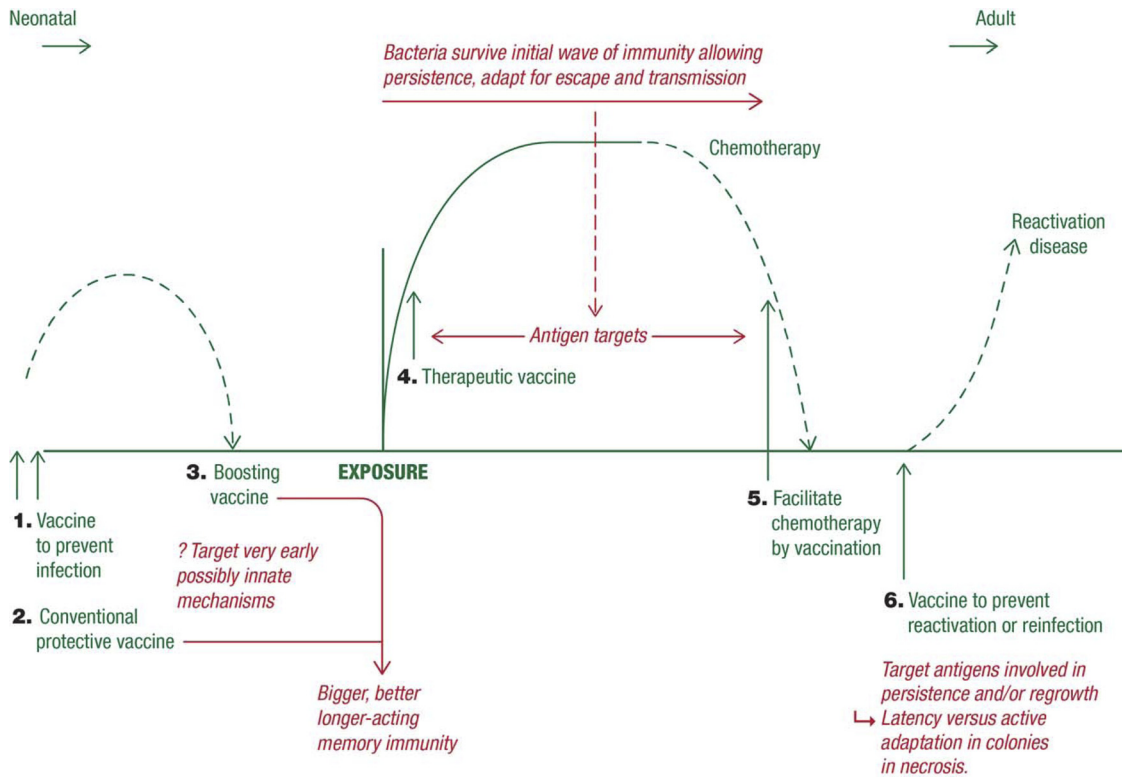 Neonatal
Adult
Bacteria survive initial wave of immunity allowing
persistence, adapt for escape and transmission
Chemotherapy
Reactivation
disease
Antigen targets
4. Therapeutic vaccine
3. Boosting
vaccine
EXPOSURE
1. Vaccine
to prevent
infection
? Target very early
possibly innate
mechanisms
2. Conventional
protective vaccine
Bigger, better
longer-acting
memory immunity
5. Facilitate
chemotherapy
by vaccination
6. Vaccine to prevent
reactivation or reinfection
Target antigens involved in
persistence and/or regrowth
Latency versus active
adaptation in colonies
in necrosis.